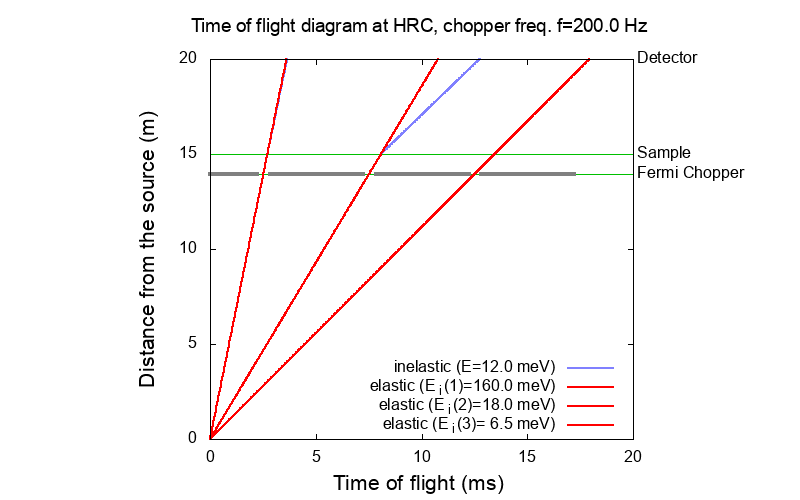 Time of flight diagram at HRC, chopper freq. f=200.0 Hz
20
Detector
15
Sample
Fermi Chopper
10
5
0
Distance from the source (m)
inelastic (E=12.0 meV)
elastic (E i (1)=160.0 meV)
elastic (E i (2)=18.0 meV)
elastic (E i (3)= 6.5 meV)
0 5 10 15 20
Time of flight (ms)